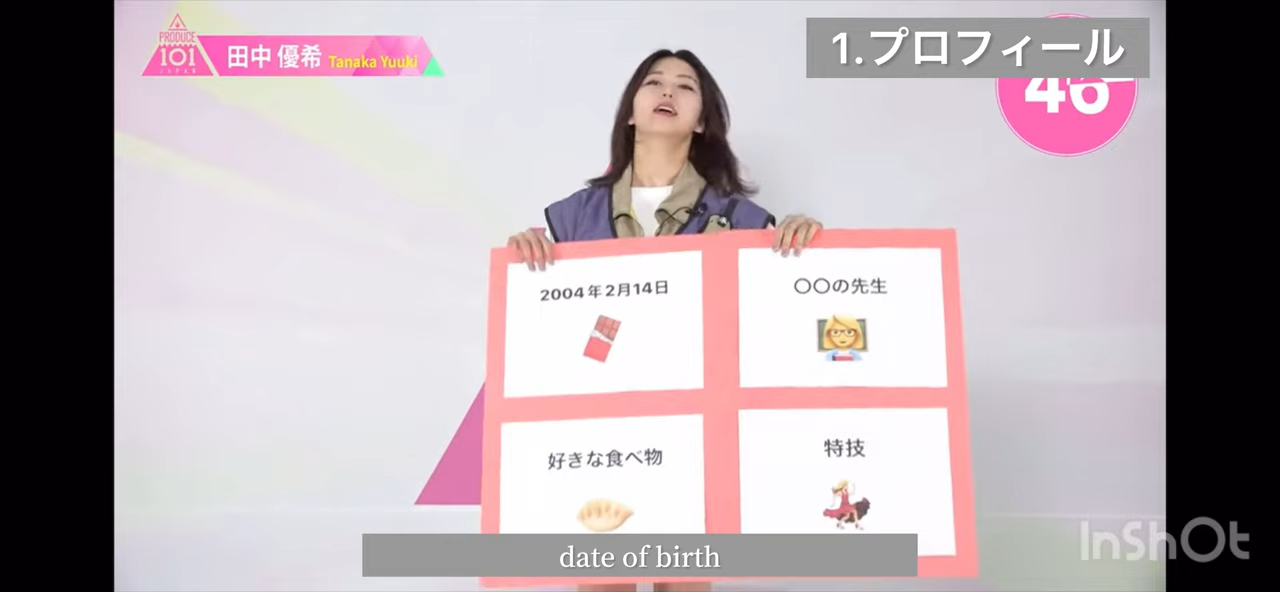 PRODUCE
101
JAPAN
田中 優希 Tanaka Yuuki
1.プロフィール
46
2004年2月14日
〇〇の先生
好きな食べ物
特技
date of birth
InShOt